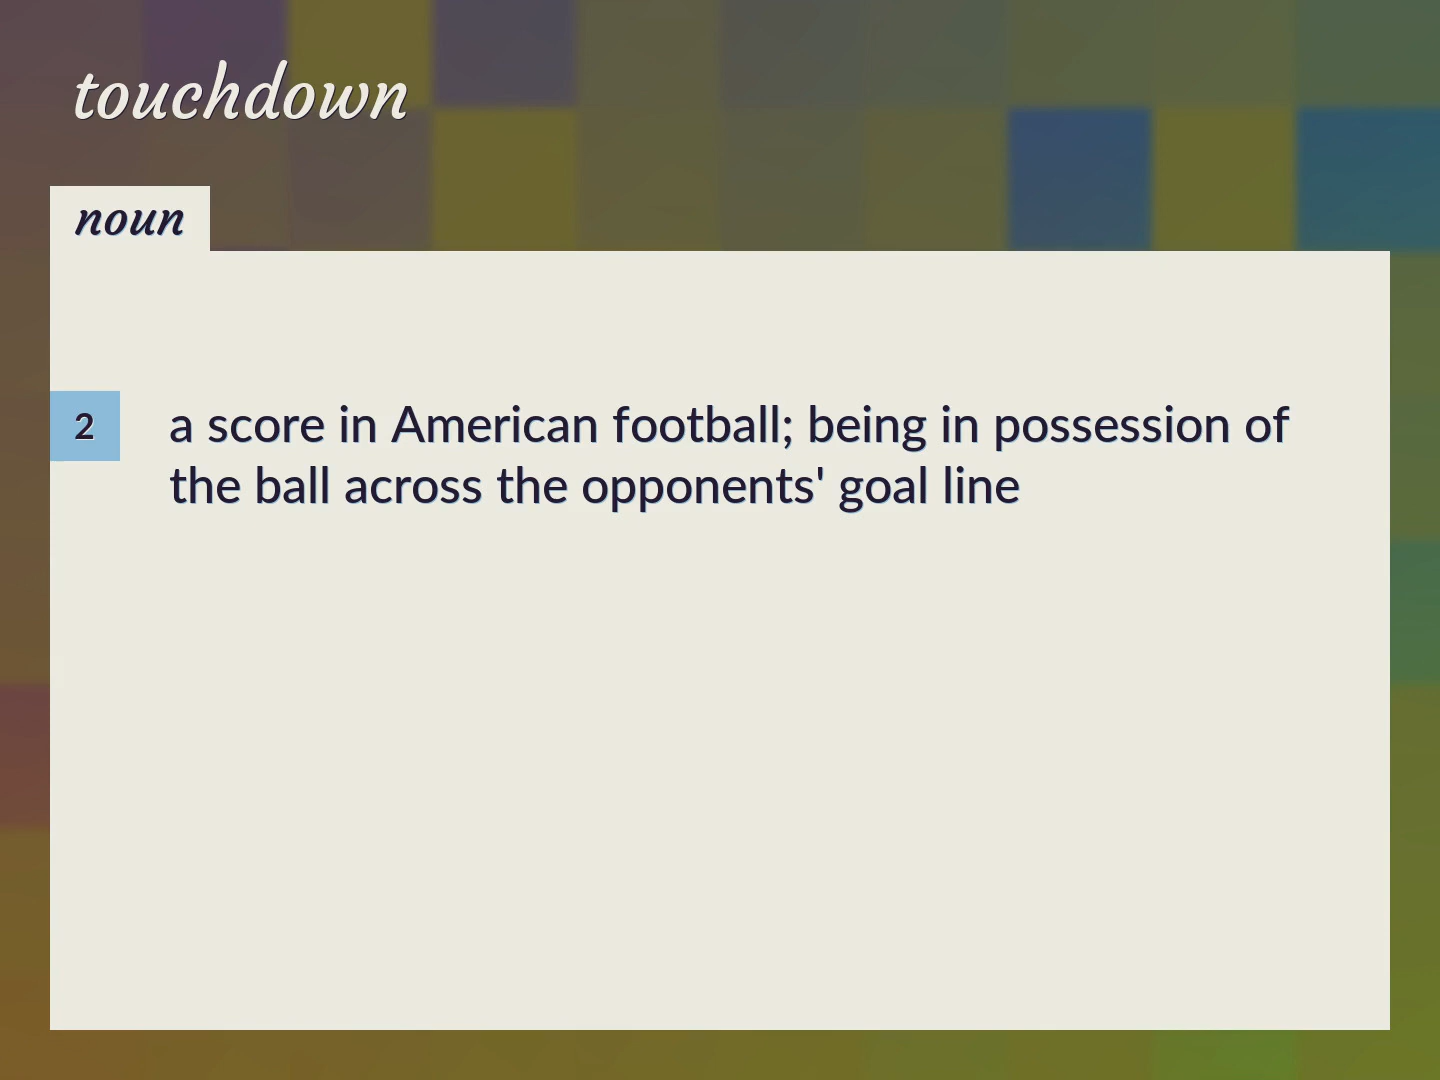 touchdown
noun
2
a score in American football; being in possession of
the ball across the opponents' goal line